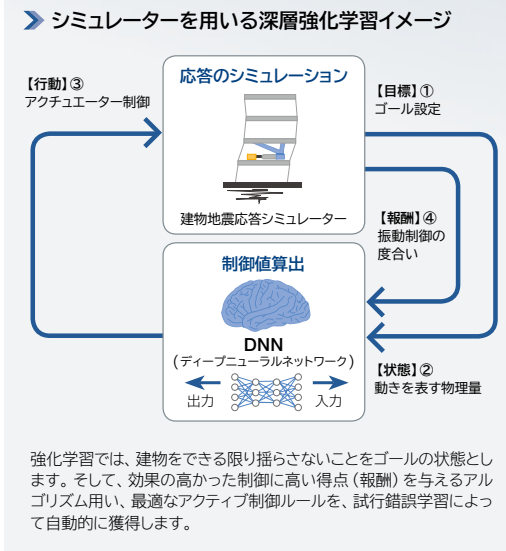 シミュレーターを用いる深層強化学習イメージ
【行動】③
アクチュエーター制御
応答のシミュレーション
建物地震応答シミュレーター
【目標】①
ゴール設定
【報酬】④
振動制御の
度合い
制御値算出
DNN
(ディープニューラルネットワーク)
出力
入力
【状態】②
動きを表す物理量
強化学習では、建物をできる限り揺らさないことをゴールの状態とし
ます。そして、効果の高かった制御に高い得点(報酬)を与えるアル
ゴリズム用い、最適なアクティブ制御ルールを、試行錯誤学習によっ
て自動的に獲得します。